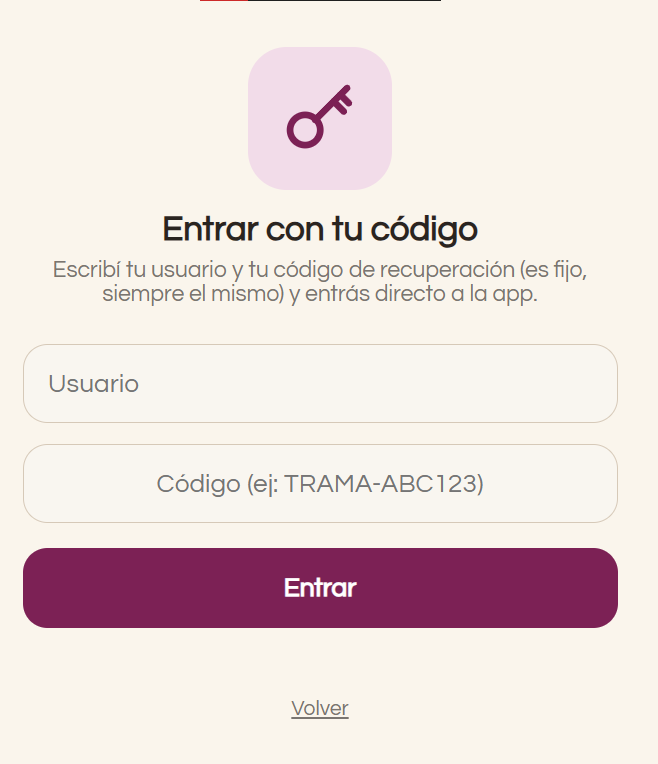 Entrar con tu código
Escribí tu usuario y tu código de recuperación (es fijo,
siempre el mismo) y entrás directo a la app.
Usuario
Código (ej: TRAMA-ABC123)
Entrar
Volver